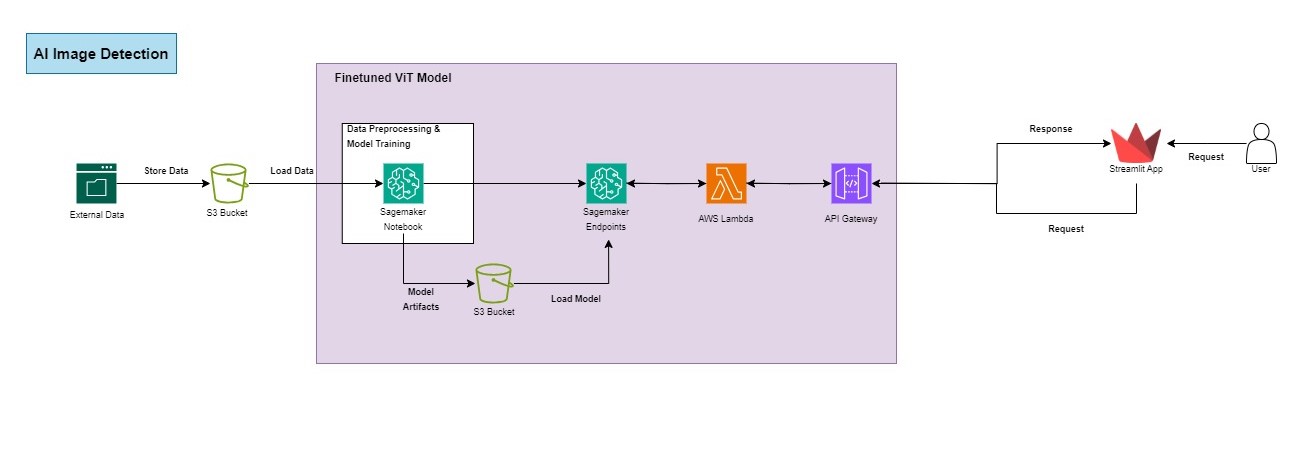 AI Image Detection
Finetuned ViT Model
Data Preprocessing &
Model Training
Store Data
Load Data
External Data
S3 Bucket
Sagemaker
Notebook
Sagemaker
Endpoints
AWS Lambda
API Gateway
Response
Streamlit App
Request
User
Request
Model
Artifacts
S3 Bucket
Load Model